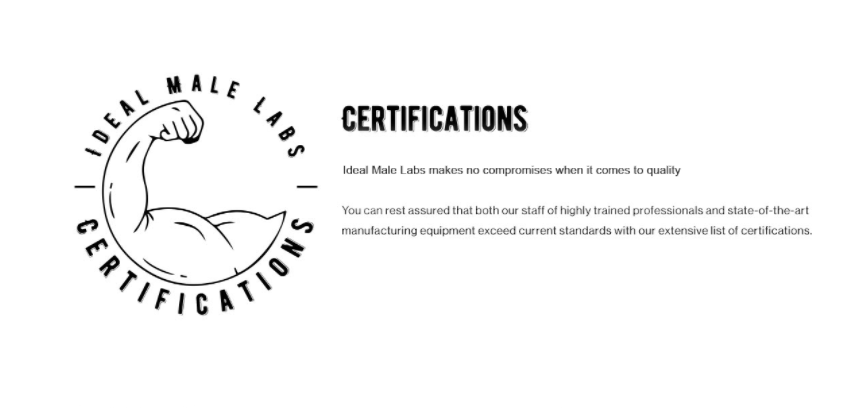 IDEAL MALE LABS
CERTIFICATIONS
CERTIFICATIONS
Ideal Male Labs makes no compromises when it comes to quality
You can rest assured that both our staff of highly trained professionals and state-of-the-art
manufacturing equipment exceed current standards with our extensive list of certifications.